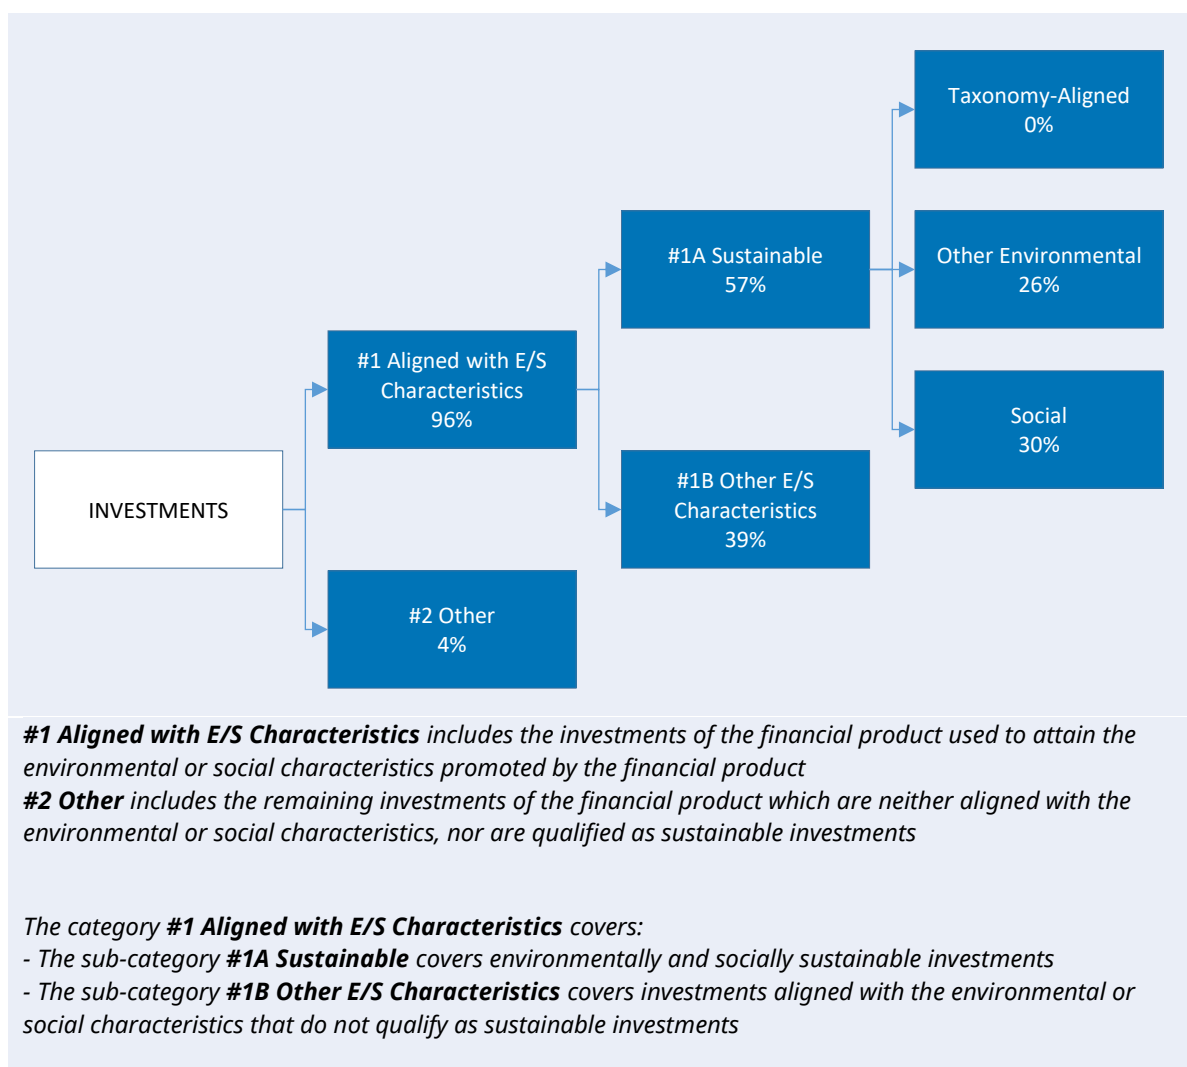 Taxonomy-Aligned
0%
#1A Sustainable
57%
Other Environmental
26%
#1 Aligned with E/S
Characteristics
96%
Social
30%
INVESTMENTS
#1B Other E/S
Characteristics
39%
#2 Other
4%
#1 Aligned with E/S Characteristics includes the investments of the financial product used to attain the
environmental or social characteristics promoted by the financial product
#2 Other includes the remaining investments of the financial product which are neither aligned with the
environmental or social characteristics, nor are qualified as sustainable investments
The category #1 Aligned with E/S Characteristics covers:
- The sub-category #1A Sustainable covers environmentally and socially sustainable investments
- The sub-category #1B Other E/S Characteristics covers investments aligned with the environmental or
social characteristics that do not qualify as sustainable investments